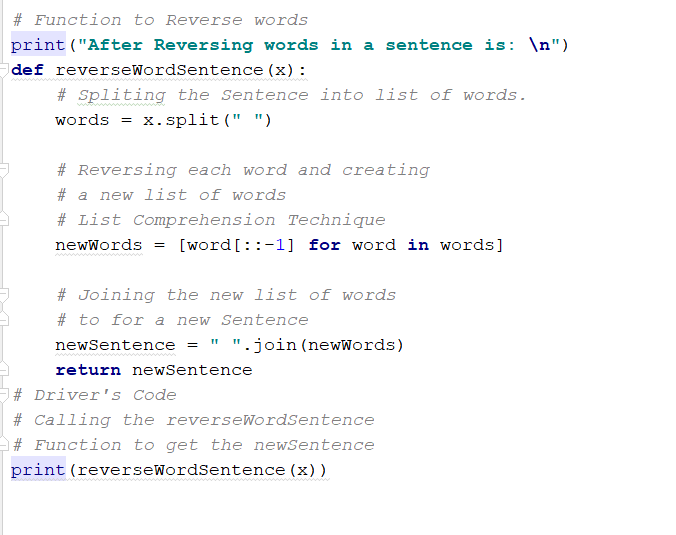 # Function to Reverse words
print("After Reversing words in a sentence is: \n")
def reverseWordSentence(x):
# Spliting the Sentence into list of words.
words = x.split(" ")
# Reversing each word and creating
# a new list of words
# List Comprehension Technique
newWords = [word[::-1] for word in words]
# Joining the new list of words
# to for a new Sentence
newSentence = " ".join(newWords)
return newSentence
# Driver's Code
# Calling the reverseWordSentence
# Function to get the newSentence
print(reverseWordSentence(x))